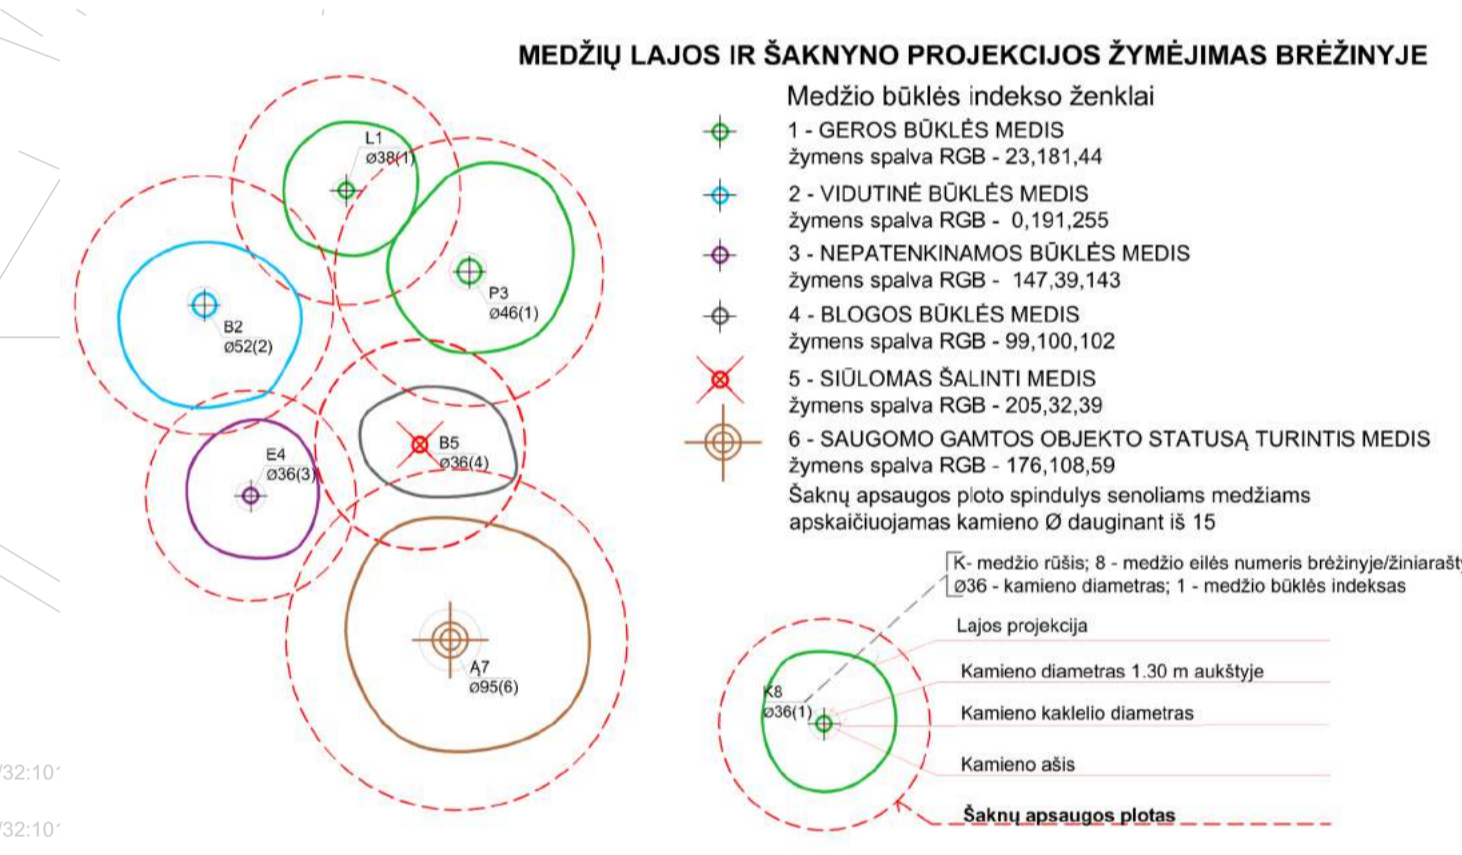 MEDŽIŲ LAJOS IR ŠAKNYNO PROJEKCIJOS ŽYMĖJIMAS BRĖŽINYJE
Medžio būklės indekso ženklai
1 - GEROS BŪKLĖS MEDIS
žymens spalva RGB - 23,181,44
2 - VIDUTINĖ BŪKLĖS MEDIS
žymens spalva RGB - 0,191,255
3 - NEPATENKINAMOS BŪKLĖS MEDIS
žymens spalva RGB - 147,39,143
4 - BLOGOS BŪKLĖS MEDIS
žymens spalva RGB - 99,100,102
5 - SIŪLOMAS ŠALINTI MEDIS
žymens spalva RGB - 205,32,39
6 - SAUGOMO GAMTOS OBJEKTO STATUSĄ TURINTIS MEDIS
žymens spalva RGB - 176,108,59
Šaknų apsaugos ploto spindulys senoliams medžiams
apskaičiuojamas kamieno Ø dauginant iš 15
L1
ø38(1)
P3
ø46(1)
B2
ø52(2)
B5
ø36(4)
E4
ø36(3)
Ą7
ø95(6)
K- medžio rūšis; 8 - medžio eilės numeris brėžinyje/žiniarašty
ø36 - kamieno diametras; 1 - medžio būklės indeksas
Lajos projekcija
Kamieno diametras 1.30 m aukštyje
K8
ø36(1)
Kamieno kaklelio diametras
Kamieno ašis
Šaknų apsaugos plotas
/32:10
/32:10